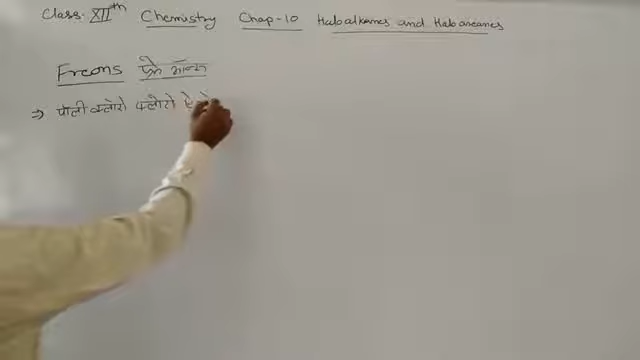 Class-XIIth Chemistry Chap-10 Haloalkanes and Haloarenes
Freons फ्रेऑन्स
⇒ पॉलीक्लोरो फ्लोरो